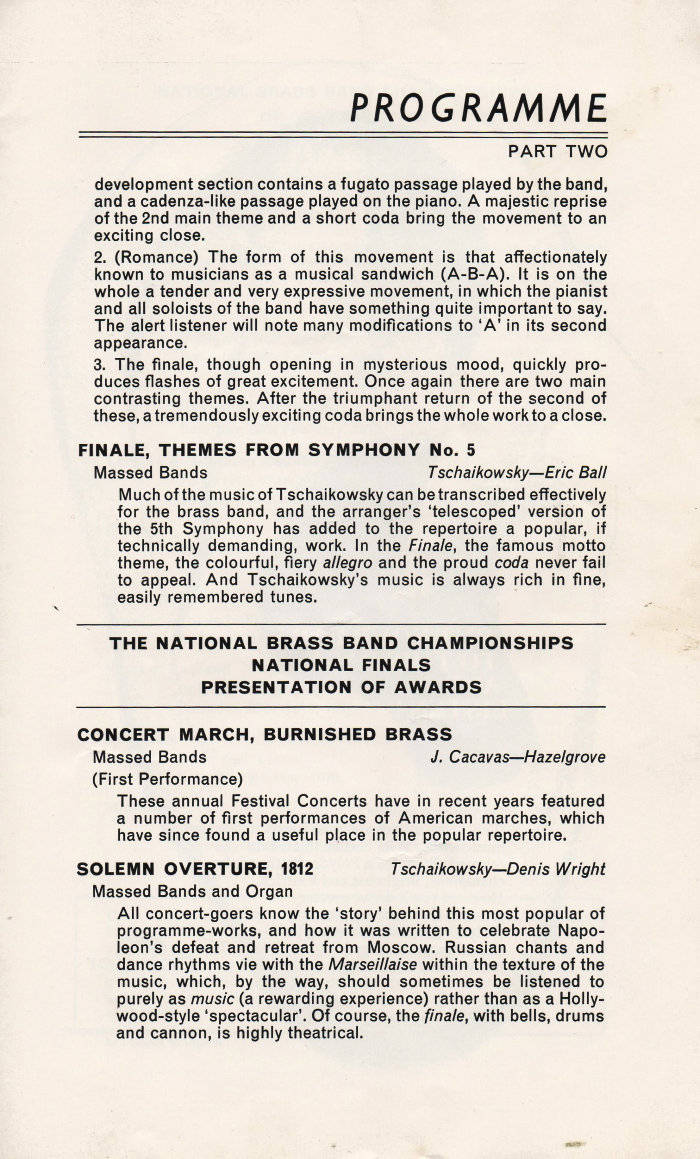 PROGRAMME
PART TWO
development section contains a fugato passage played by the band,
and a cadenza-like passage played on the piano. A majestic reprise
of the 2nd main theme and a short coda bring the movement to an
exciting close.
2. (Romance) The form of this movement is that affectionately
known to musicians as a musical sandwich (A-B-A). It is on the
whole a tender and very expressive movement, in which the pianist
and all soloists of the band have something quite important to say.
The alert listener will note many modifications to ‘A’ in its second
appearance.
3. The finale, though opening in mysterious mood, quickly pro-
duces flashes of great excitement. Once again there are two main
contrasting themes. After the triumphant return of the second of
these, a tremendously exciting coda brings the whole work to a close.
FINALE, THEMES FROM SYMPHONY No. 5
Massed Bands Tschaikowsky—Eric Ball
Much of the music of Tschaikowsky can be transcribed effectively
for the brass band, and the arranger's ‘telescoped’ version of
the 5th Symphony has added to the repertoire a popular, if
technically demanding, work. In the Finale, the famous motto
theme, the colourful, fiery allegro and the proud coda never fail
to appeal. And Tschaikowsky's music is always rich in fine,
easily remembered tunes.
THE NATIONAL BRASS BAND CHAMPIONSHIPS
NATIONAL FINALS
PRESENTATION OF AWARDS
CONCERT MARCH, BURNISHED BRASS
Massed Bands J. Cacavas—Hazelgrove
(First Performance)
These annual Festival Concerts have in recent years featured
a number of first performances of American marches, which
have since found a useful place in the popular repertoire.
SOLEMN OVERTURE, 1812 Tschaikowsky—Denis Wright
Massed Bands and Organ
All concert-goers know the ‘story’ behind this most popular of
programme-works, and how it was written to celebrate Napo-
leon's defeat and retreat from Moscow. Russian chants and
dance rhythms vie with the Marseillaise within the texture of the
music, which, by the way, should sometimes be listened to
purely as music (a rewarding experience) rather than as a Holly-
wood-style ‘spectacular’. Of course, the finale, with bells, drums
and cannon, is highly theatrical.